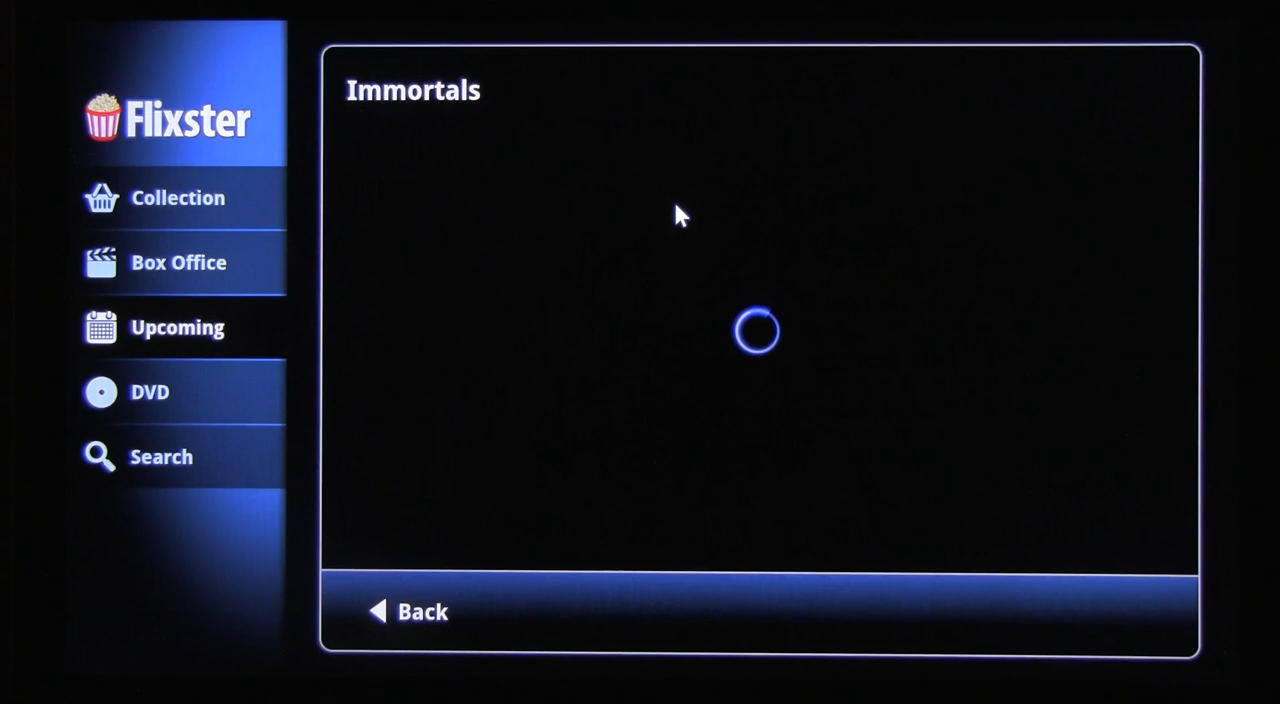 Flixster
Collection
Box Office
Upcoming
DVD
Search
Immortals
Back